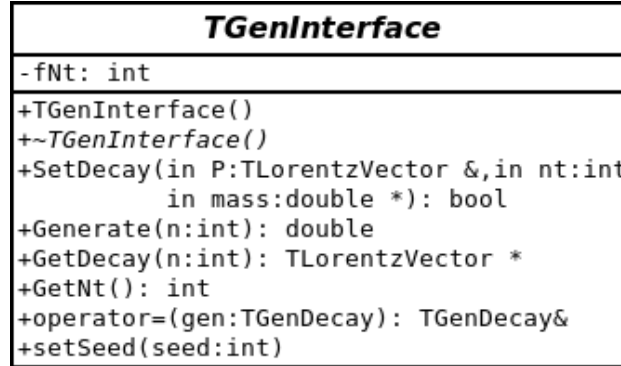 TGenInterface
-fNt: int
+TGenInterface()
+~TGenInterface()
+SetDecay(in P:TLorentzVector &,in nt:int
in mass:double *): bool
+Generate(n:int): double
+GetDecay(n:int): TLorentzVector *
+GetNt(): int
+operator=(gen:TGenDecay): TGenDecay&
+setSeed(seed:int)